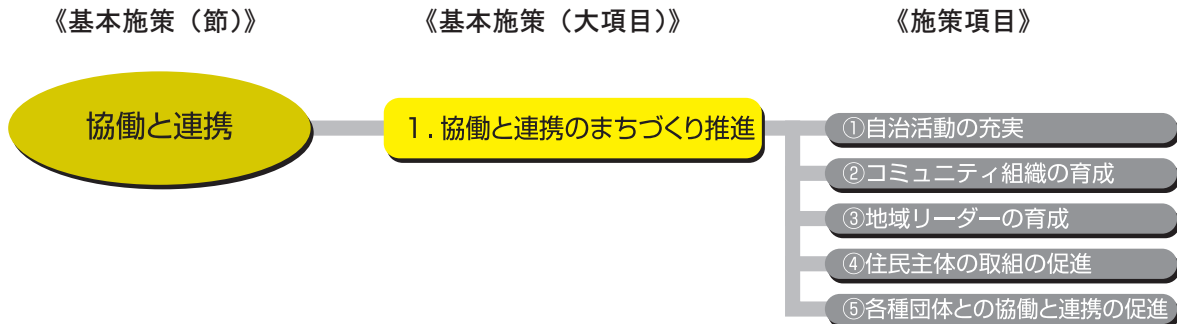 《基本施策（節）》
《基本施策（大項目）》
《施策項目》
協働と連携
1．協働と連携のまちづくり推進
①自治活動の充実
②コミュニティ組織の育成
③地域リーダーの育成
④住民主体の取組の促進
⑤各種団体との協働と連携の促進